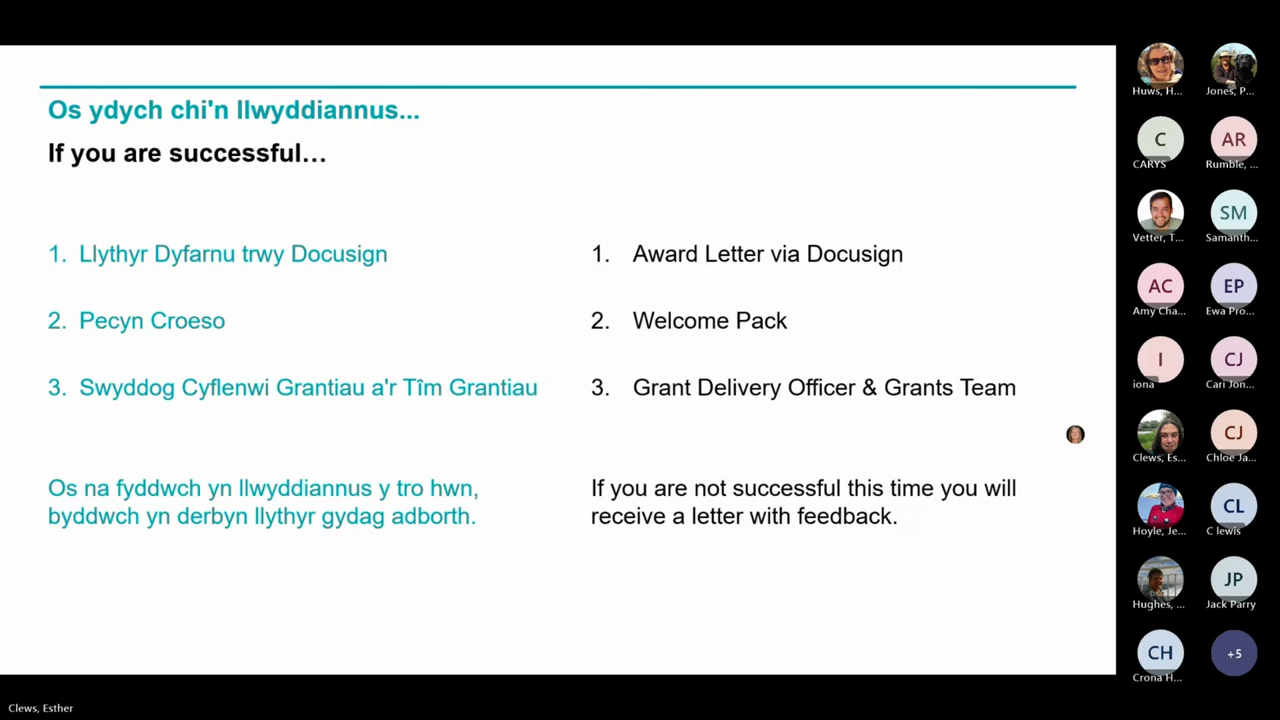 Os ydych chi'n llwyddiannus...
If you are successful…
1. Llythyr Dyfarnu trwy Docusign
2. Pecyn Croeso
3. Swyddog Cyflenwi Grantiau a'r Tîm Grantiau
Os na fyddwch yn llwyddiannus y tro hwn,
byddwch yn derbyn llythyr gydag adborth.
1. Award Letter via Docusign
2. Welcome Pack
3. Grant Delivery Officer & Grants Team
If you are not successful this time you will
receive a letter with feedback.
Huws, H...
Jones, P...
C
CARYS
AR
Rumble, ...
Vetter, T...
SM
Samanth...
AC
Amy Cha...
EP
Ewa Pro...
I
iona
CJ
Cari Jon...
Clews, Es...
CJ
Chloe Ja...
Hoyle, Je...
CL
C lewis
Hughes, ...
JP
Jack Parry
CH
Crona H...
+5
Clews, Esther